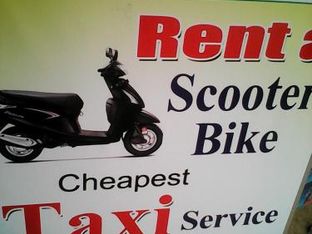 Rent a
Scooter
Bike
Cheapest
Taxi Service